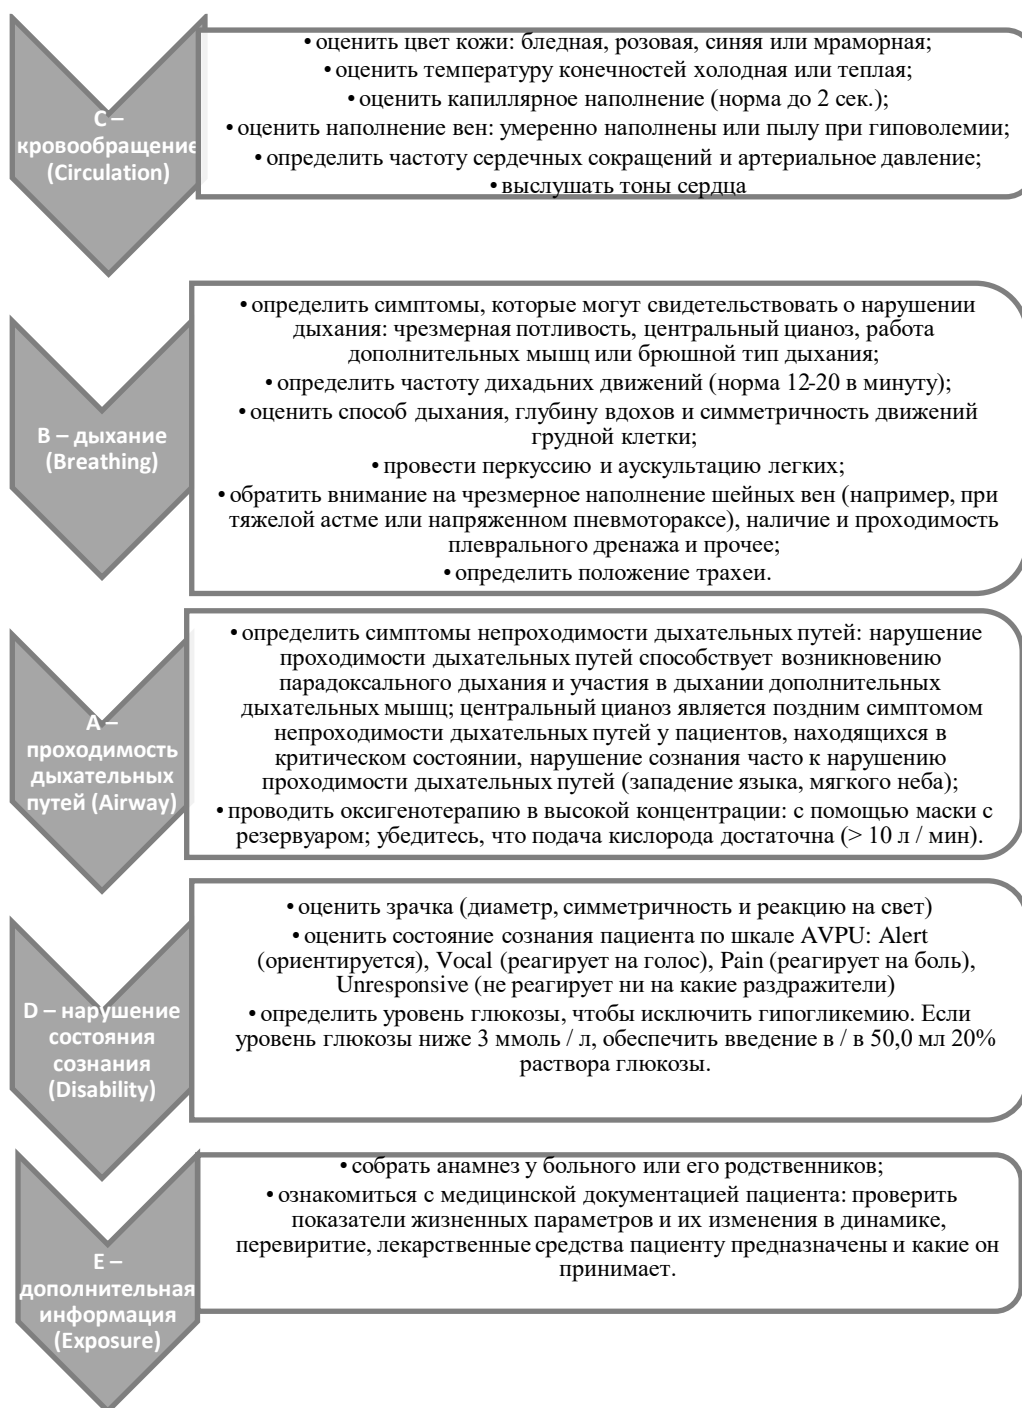 C –
кровообращение
(Circulation)
• оценить цвет кожи: бледная, розовая, синяя или мраморная;
• оценить температуру конечностей холодная или теплая;
• оценить капиллярное наполнение (норма до 2 сек.);
• оценить наполнение вен: умеренно наполнены или пылу при гиповолемии;
• определить частоту сердечных сокращений и артериальное давление;
• выслушать тоны сердца
B – дыхание
(Breathing)
• определить симптомы, которые могут свидетельствовать о нарушении
дыхания: чрезмерная потливость, центральный цианоз, работа
дополнительных мышц или брюшной тип дыхания;
• определить частоту дихадьних движений (норма 12-20 в минуту);
• оценить способ дыхания, глубину вдохов и симметричность движений
грудной клетки;
• провести перкуссию и аускультацию легких;
• обратить внимание на чрезмерное наполнение шейных вен (например, при
тяжелой астме или напряженном пневмотораксе), наличие и проходимость
плеврального дренажа и прочее;
• определить положение трахеи.
A –
проходимость
дыхательных
путей (Airway)
• определить симптомы непроходимости дыхательных путей: нарушение
проходимости дыхательных путей способствует возникновению
парадоксального дыхания и участия в дыхании дополнительных
дыхательных мышц; центральный цианоз является поздним симптомом
непроходимости дыхательных путей у пациентов, находящихся в
критическом состоянии, нарушение сознания часто к нарушению
проходимости дыхательных путей (западение языка, мягкого неба);
• проводить оксигенотерапию в высокой концентрации: с помощью маски с
резервуаром; убедитесь, что подача кислорода достаточна (> 10 л / мин).
D – нарушение
состояния
сознания
(Disability)
• оценить зрачка (диаметр, симметричность и реакцию на свет)
• оценить состояние сознания пациента по шкале AVPU: Alert
(ориентируется), Vocal (реагирует на голос), Pain (реагирует на боль),
Unresponsive (не реагирует ни на какие раздражители)
• определить уровень глюкозы, чтобы исключить гипогликемию. Если
уровень глюкозы ниже 3 ммоль / л, обеспечить введение в / в 50,0 мл 20%
раствора глюкозы.
E –
дополнительная
информация
(Exposure)
• собрать анамнез у больного или его родственников;
• ознакомиться с медицинской документацией пациента: проверить
показатели жизненных параметров и их изменения в динамике,
перевиритие, лекарственные средства пациенту предназначены и какие он
принимает.